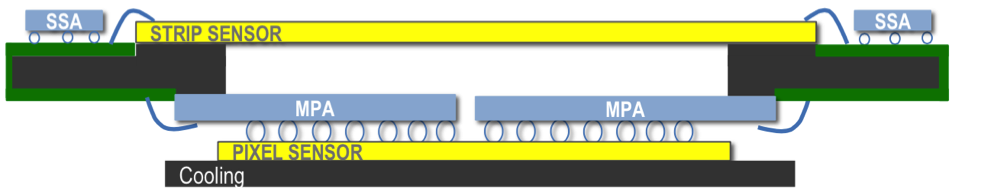 SSA
SSA
STRIP SENSOR
MPA
MPA
PIXEL SENSOR
Cooling